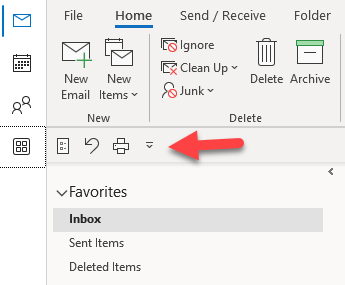 File Home Send / Receive Folder
New Email
New Items
Ignore
Clean Up
Junk
Delete
Archive
New
Delete
Favorites
Inbox
Sent Items
Deleted Items